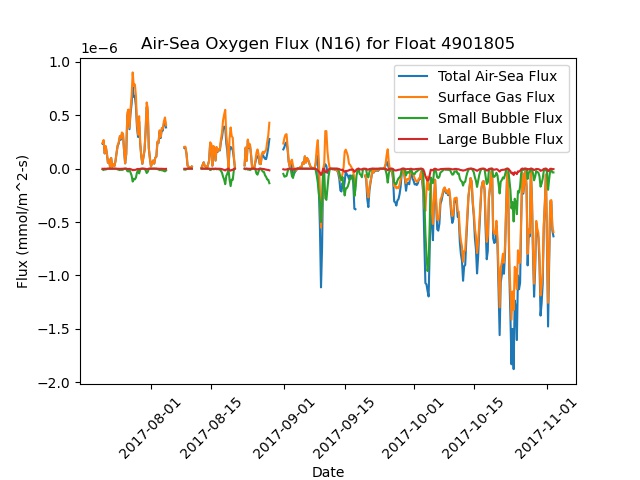 Air-Sea Oxygen Flux (N16) for Float 4901805
1e−6
Total Air-Sea Flux
Surface Gas Flux
Small Bubble Flux
Large Bubble Flux
1.0
0.5
0.0
−0.5
−1.0
−1.5
−2.0
Flux (mmol/m^2-s)
2017-08-01
2017-08-15
2017-09-01
2017-09-15
2017-10-01
2017-10-15
2017-11-01
Date